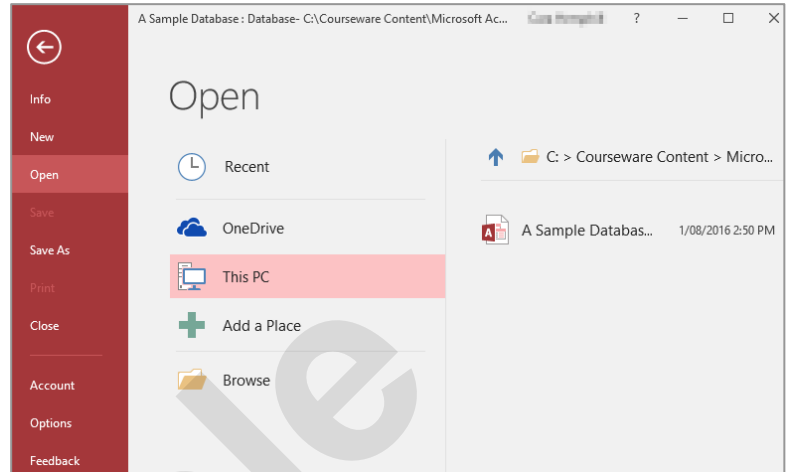 A Sample Database : Database- C:\Courseware Content\Microsoft Ac...
?
Info
New
Open
Save
Save As
Print
Close
Account
Options
Feedback
Open
Recent
OneDrive
This PC
Add a Place
Browse
C: > Courseware Content > Micro...
A Sample Databas... 1/08/2016 2:50 PM